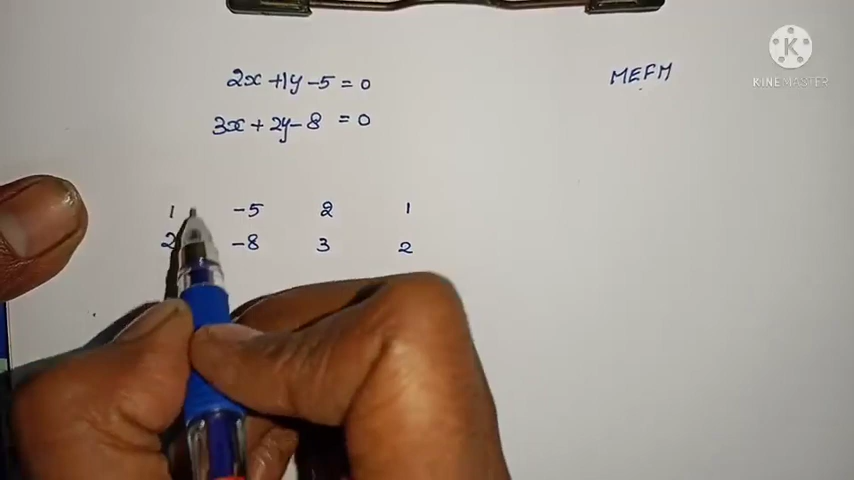 2x + 1y - 5 = 0
MEFM
3x + 2y - 8 = 0
1 -5 2 1
2 -8 3 2
K
KINEMASTER